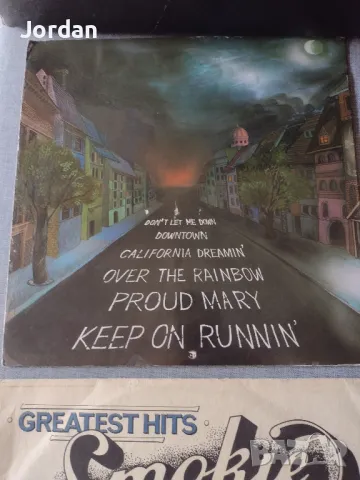 Jordan
DON'T LET ME DOWN
DOWNTOWN
CALIFORNIA DREAMIN'
OVER THE RAINBOW
PROUD MARY
KEEP ON RUNNIN'
GREATEST HITS
Smokie
BAZAR